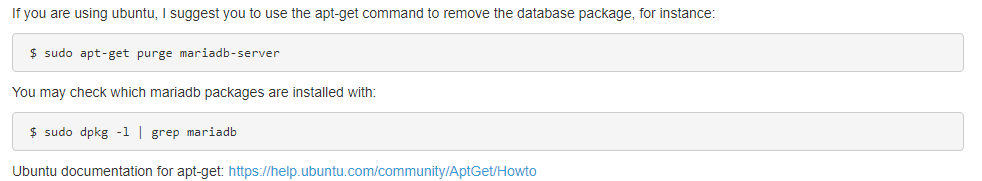 If you are using ubuntu, I suggest you to use the apt-get command to remove the database package, for instance:
$ sudo apt-get purge mariadb-server
You may check which mariadb packages are installed with:
$ sudo dpkg -l | grep mariadb
Ubuntu documentation for apt-get: https://help.ubuntu.com/community/AptGet/Howto